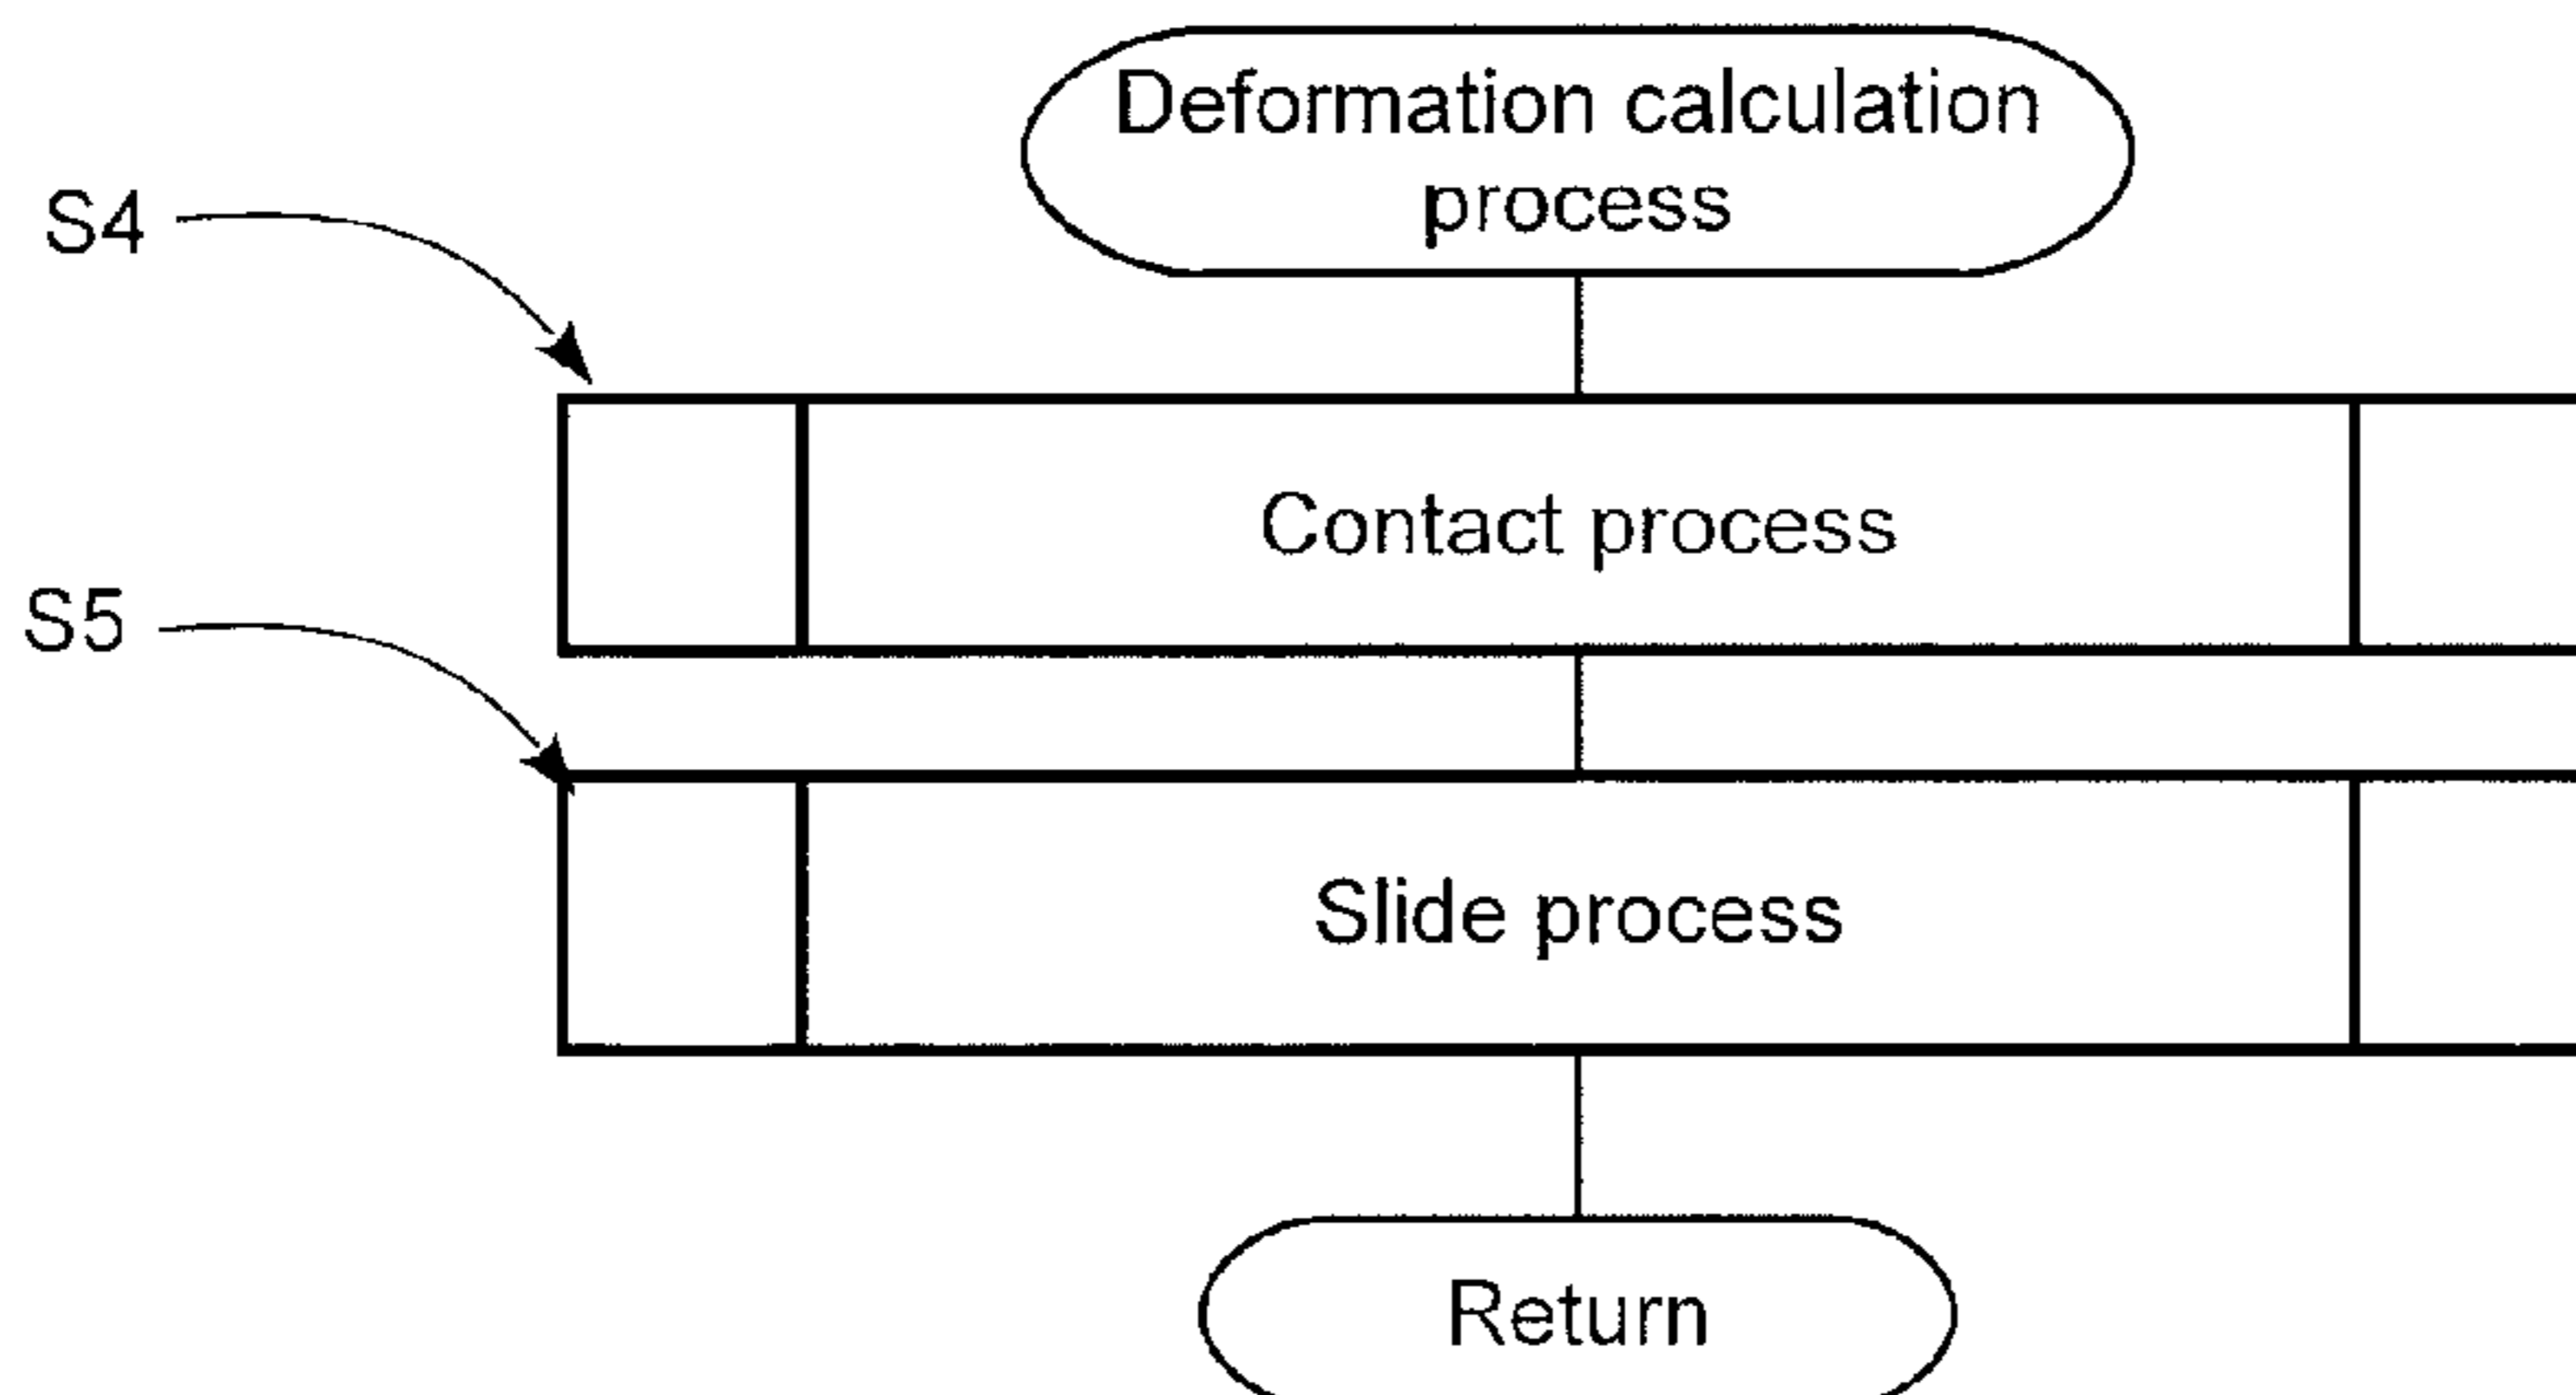 Deformation calculation
process
S4
Contact process
S5
Slide process
Return